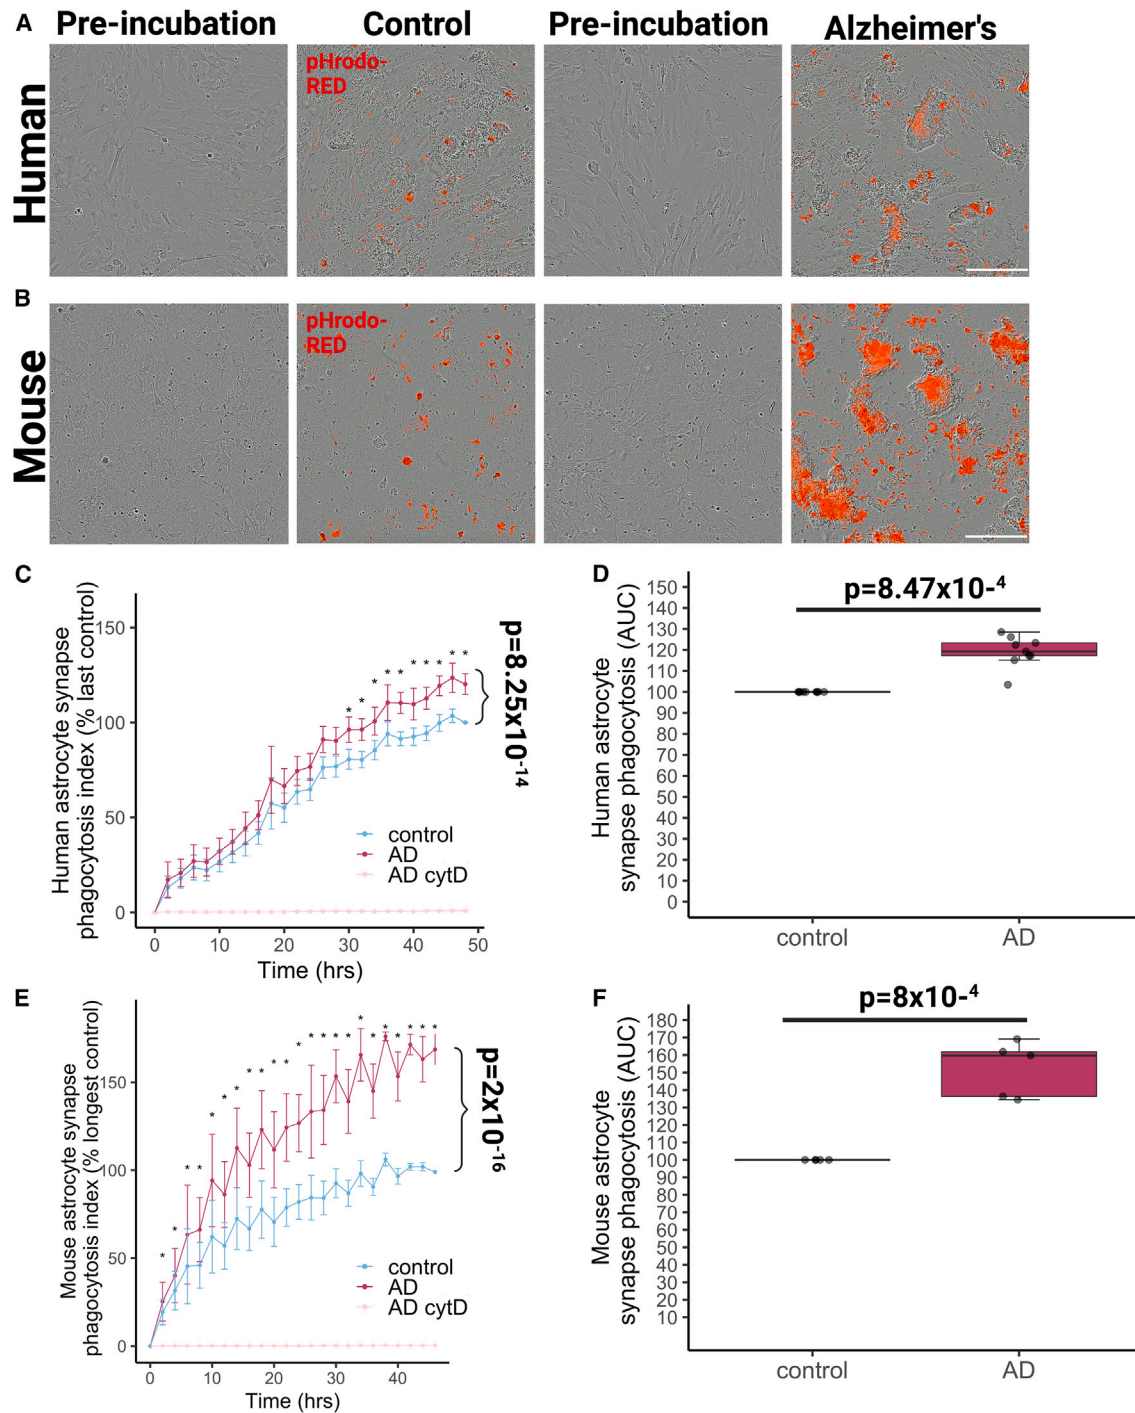 A
Pre-incubation
Control
Pre-incubation
Alzheimer's
Human
pHrodo-
RED
B
Mouse
pHrodo-
RED
C
Human astrocyte synapse
phagocytosis index (% last control)
150
100
50
0
* * * * * * * * * *
p=8.25x10-14
control
AD
AD cytD
0 10 20 30 40 50
Time (hrs)
D
p=8.47x10-4
Human astrocyte
synapse phagocytosis (AUC)
150
140
130
120
110
100
90
80
70
60
50
40
30
20
10
0
control AD
E
Mouse astrocyte synapse
phagocytosis index (% longest control)
150
100
50
0
* * * * * * * * * * * * * * * * * * * * * * *
p=2x10-16
control
AD
AD cytD
0 10 20 30 40
Time (hrs)
F
p=8x10-4
Mouse astrocyte
synapse phagocytosis (AUC)
180
170
160
150
140
130
120
110
100
90
80
70
60
50
40
30
20
10
control AD